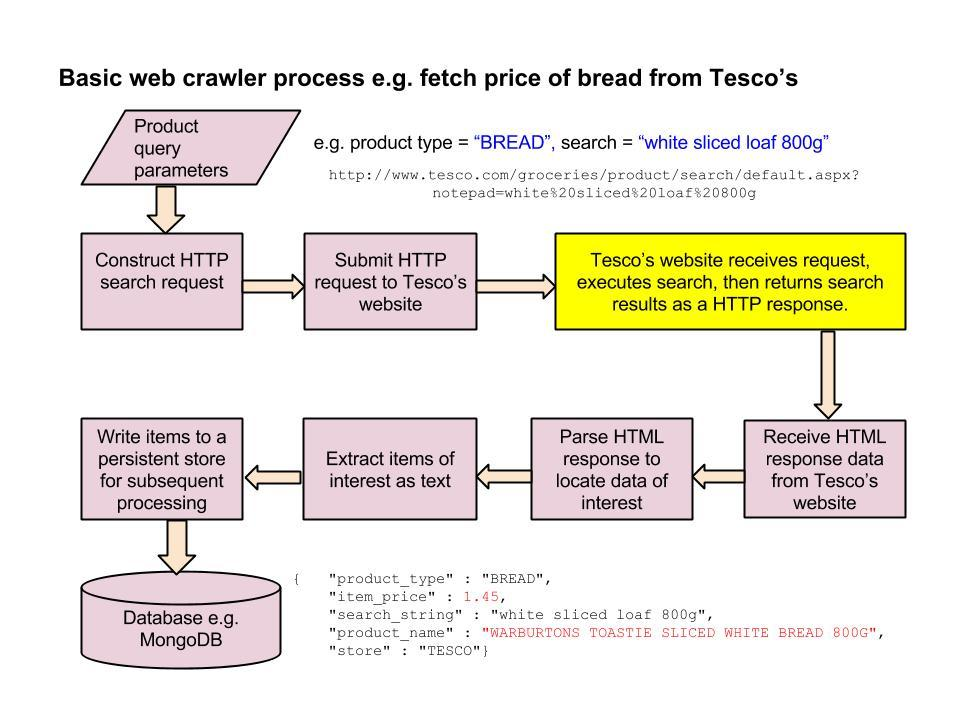 Basic web crawler process e.g. fetch price of bread from Tesco's
Product
query
parameters
e.g. product type = “BREAD”, search = “white sliced loaf 800g”
http://www.tesco.com/groceries/product/search/default.aspx?
notepad=white%20sliced%20loaf%20800g
Construct HTTP
search request
Submit HTTP
request to Tesco's
website
Tesco's website receives request,
executes search, then returns search
results as a HTTP response.
Receive HTML
response data
from Tesco's
website
Parse HTML
response to
locate data of
interest
Extract items of
interest as text
Write items to a
persistent store
for subsequent
processing
Database e.g.
MongoDB
{ "product_type" : "BREAD",
"item_price" : 1.45,
"search_string" : "white sliced loaf 800g",
"product_name" : "WARBURTONS TOASTIE SLICED WHITE BREAD 800G",
"store" : "TESCO"}